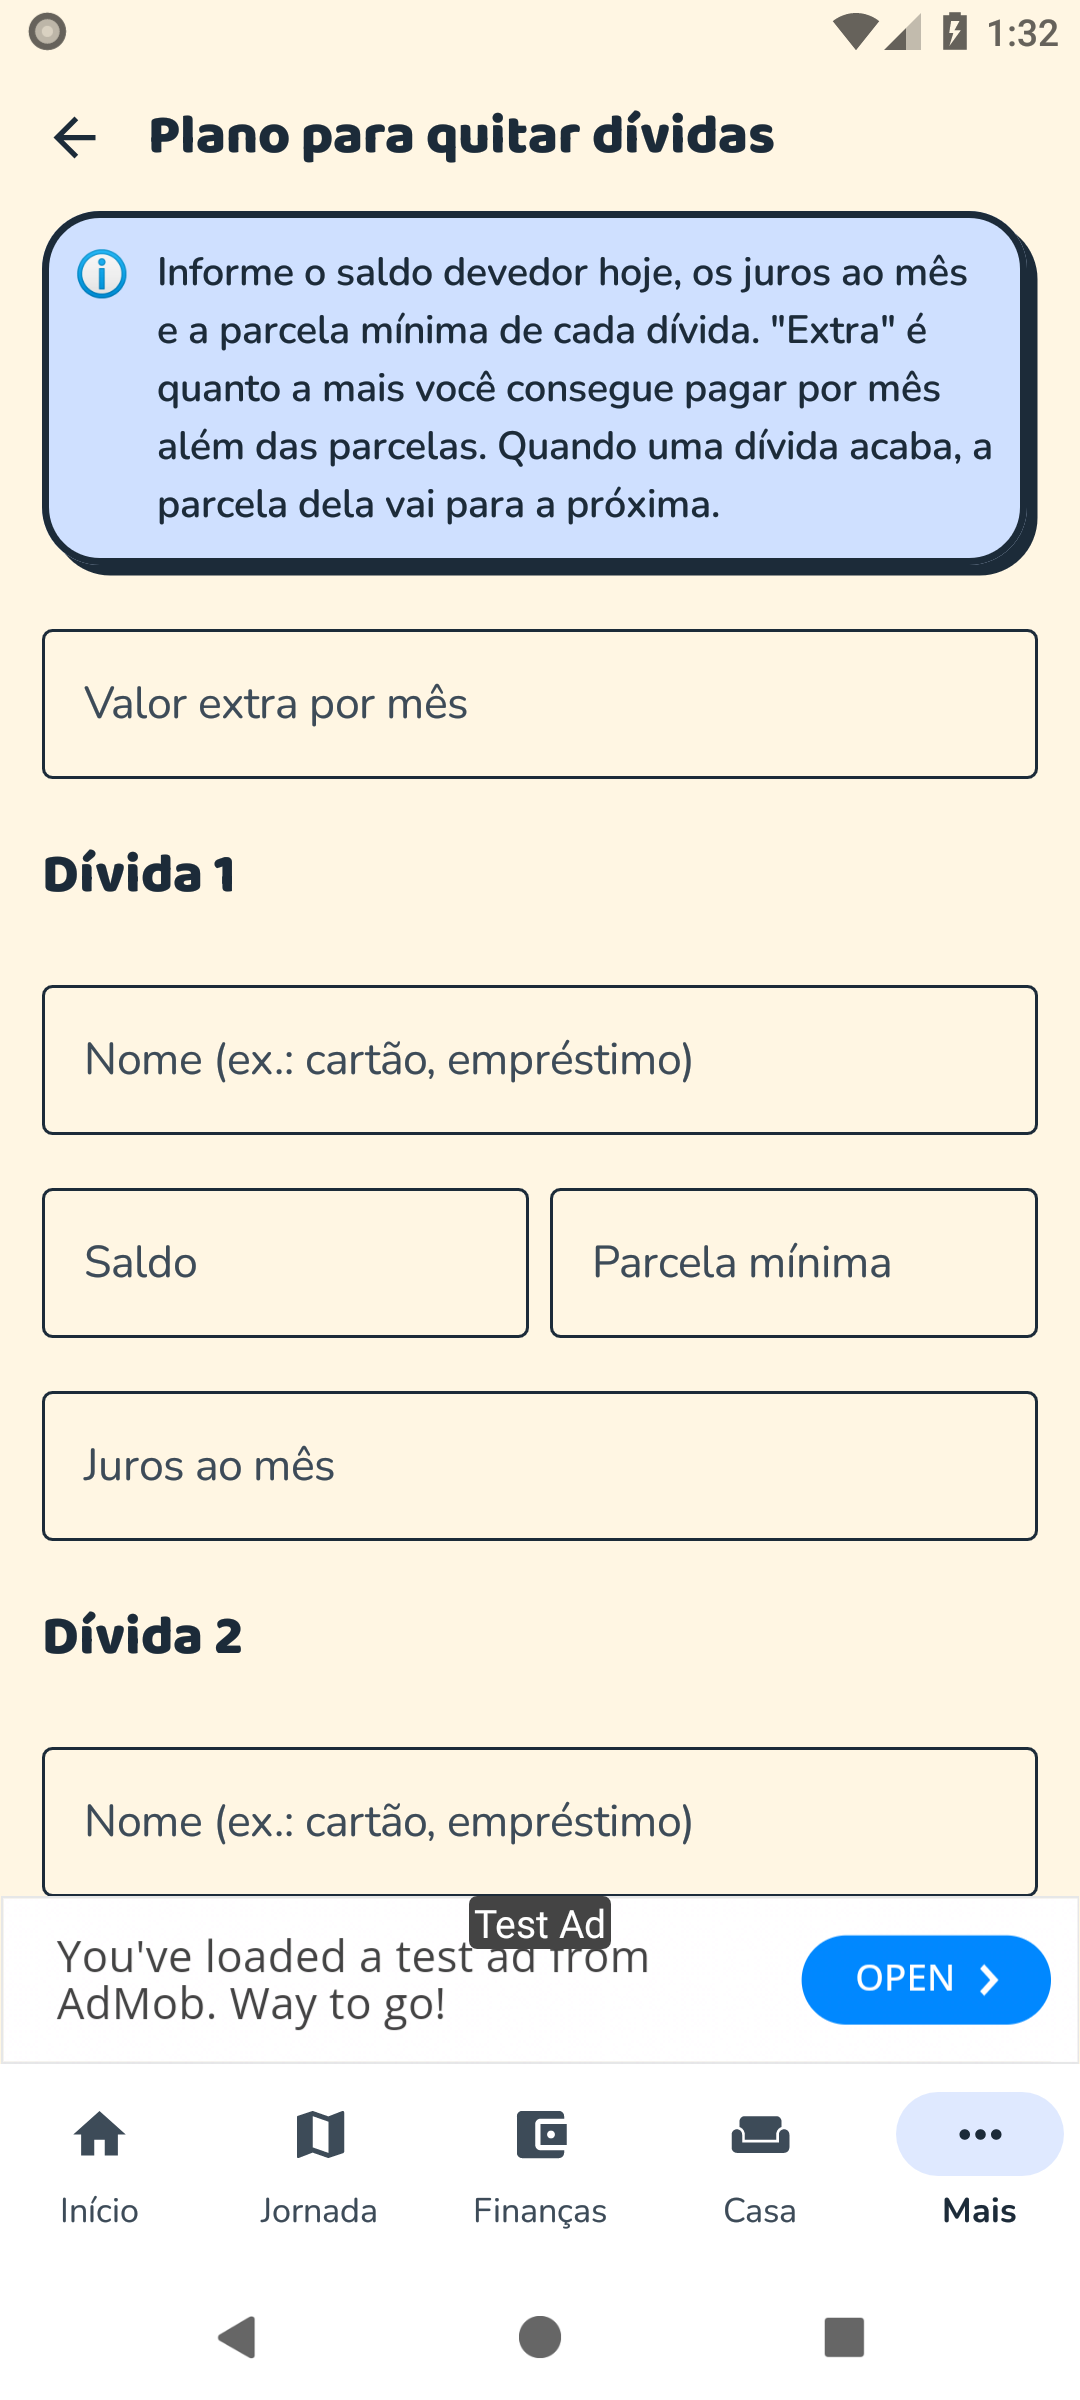 1:32
Plano para quitar dívidas
Informe o saldo devedor hoje, os juros ao mês
e a parcela mínima de cada dívida. "Extra" é
quanto a mais você consegue pagar por mês
além das parcelas. Quando uma dívida acaba, a
parcela dela vai para a próxima.
Valor extra por mês
Dívida 1
Nome (ex.: cartão, empréstimo)
Saldo
Parcela mínima
Juros ao mês
Dívida 2
Nome (ex.: cartão, empréstimo)
Test Ad
You've loaded a test ad from
AdMob. Way to go!
OPEN
Início
Jornada
Finanças
Casa
Mais